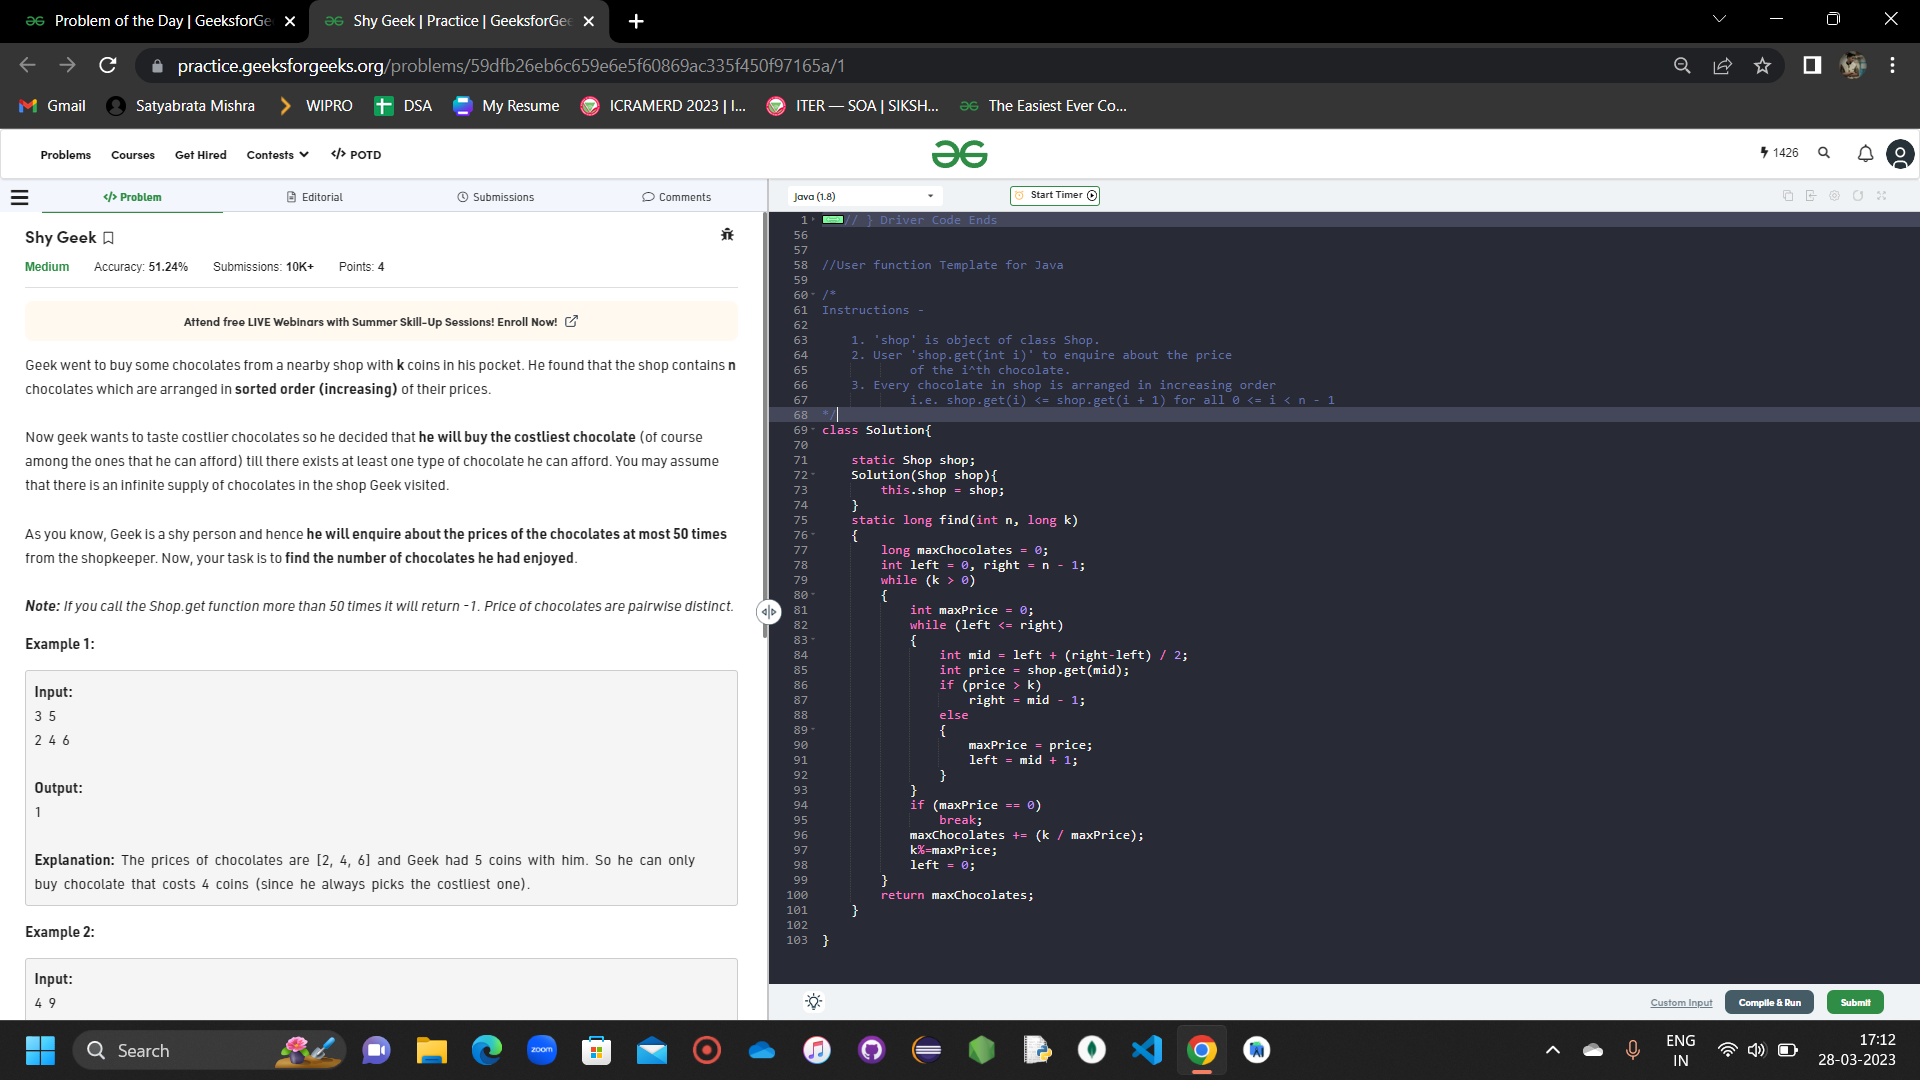 Problem of the Day | GeeksforGe
Shy Geek | Practice | GeeksforGee
practice.geeksforgeeks.org/problems/59dfb26eb6c659e6e5f60869ac335f450f97165a/1
Gmail
Satyabrata Mishra
WIPRO
DSA
My Resume
ICRAMERD 2023 | I...
ITER — SOA | SIKSH...
The Easiest Ever Co...
Problems
Courses
Get Hired
Contests
</> POTD
1426
</> Problem
Editorial
Submissions
Comments
Java (1.8)
Start Timer
Shy Geek
Medium Accuracy: 51.24% Submissions: 10K+ Points: 4
Attend free LIVE Webinars with Summer Skill-Up Sessions! Enroll Now!
Geek went to buy some chocolates from a nearby shop with k coins in his pocket. He found that the shop contains n
chocolates which are arranged in sorted order (increasing) of their prices.
Now geek wants to taste costlier chocolates so he decided that he will buy the costliest chocolate (of course
among the ones that he can afford) till there exists at least one type of chocolate he can afford. You may assume
that there is an infinite supply of chocolates in the shop Geek visited.
As you know, Geek is a shy person and hence he will enquire about the prices of the chocolates at most 50 times
from the shopkeeper. Now, your task is to find the number of chocolates he had enjoyed.
Note: If you call the Shop.get function more than 50 times it will return -1. Price of chocolates are pairwise distinct.
Example 1:
Input:
3 5
2 4 6
Output:
1
Explanation: The prices of chocolates are [2, 4, 6] and Geek had 5 coins with him. So he can only
buy chocolate that costs 4 coins (since he always picks the costliest one).
Example 2:
Input:
4 9
1 // } Driver Code Ends
56
57
58 //User function Template for Java
59
60 /*
61 Instructions -
62
63 1. 'shop' is object of class Shop.
64 2. User 'shop.get(int i)' to enquire about the price
65 of the i^th chocolate.
66 3. Every chocolate in shop is arranged in increasing order
67 i.e. shop.get(i) <= shop.get(i + 1) for all 0 <= i < n - 1
68 */
69 class Solution{
70
71 static Shop shop;
72 Solution(Shop shop){
73 this.shop = shop;
74 }
75 static long find(int n, long k)
76 {
77 long maxChocolates = 0;
78 int left = 0, right = n - 1;
79 while (k > 0)
80 {
81 int maxPrice = 0;
82 while (left <= right)
83 {
84 int mid = left + (right-left) / 2;
85 int price = shop.get(mid);
86 if (price > k)
87 right = mid - 1;
88 else
89 {
90 maxPrice = price;
91 left = mid + 1;
92 }
93 }
94 if (maxPrice == 0)
95 break;
96 maxChocolates += (k / maxPrice);
97 k%=maxPrice;
98 left = 0;
99 }
100 return maxChocolates;
101 }
102
103 }
Custom Input
Compile & Run
Submit
Search
zoom
ENG
IN
17:12
28-03-2023